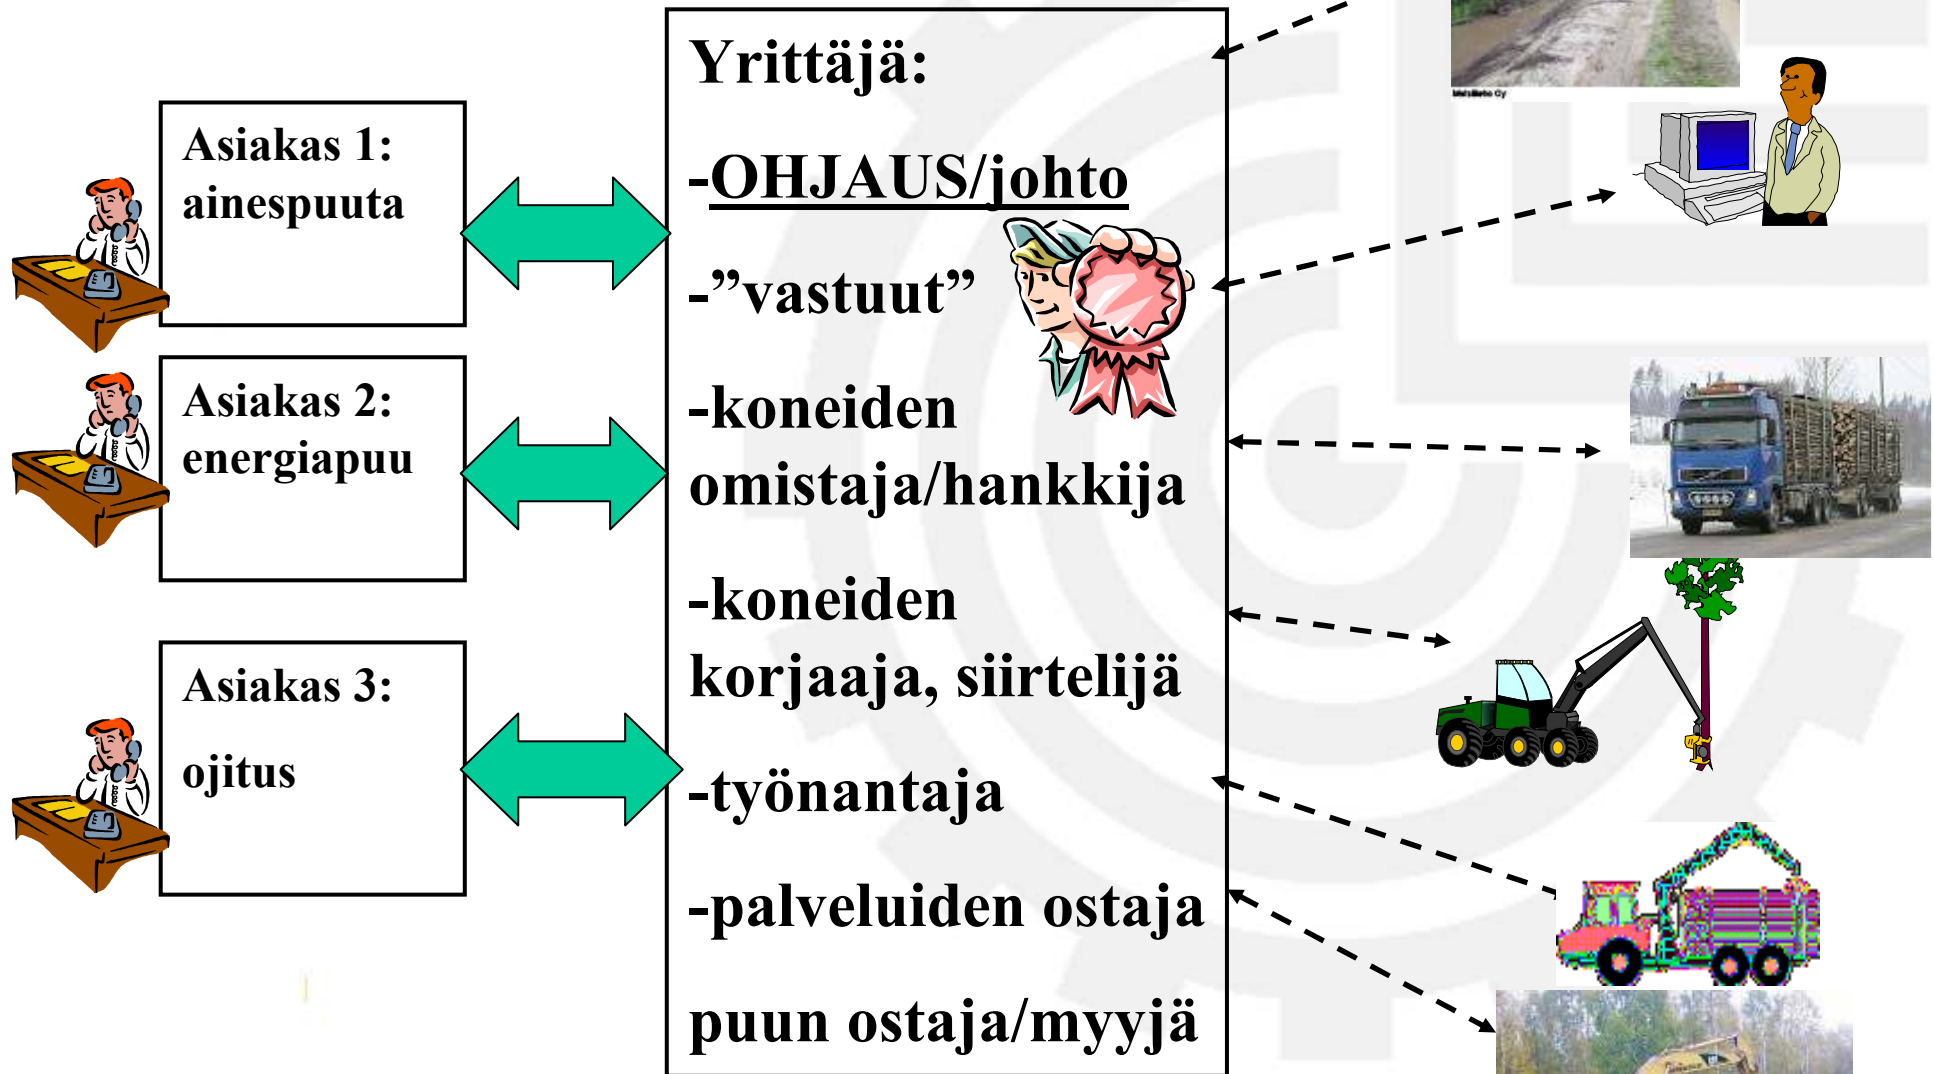 Asiakas 1:
ainespuuta
Asiakas 2:
energiapuu
Asiakas 3:
ojitus
Yrittäjä:
-OHJAUS/johto
-”vastuut”
-koneiden
omistaja/hankkija
-koneiden
korjaaja, siirtelijä
-työnantaja
-palveluiden ostaja
puun ostaja/myyjä